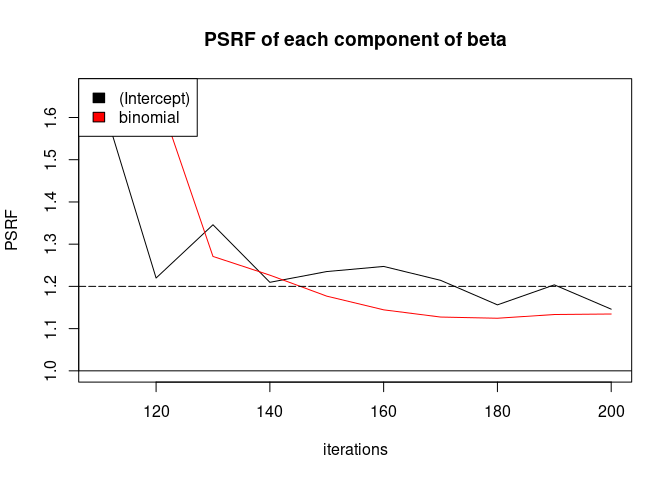 PSRF of each component of beta
(Intercept)
binomial
PSRF
1.6
1.5
1.4
1.3
1.2
1.1
1.0
120 140 160 180 200
iterations